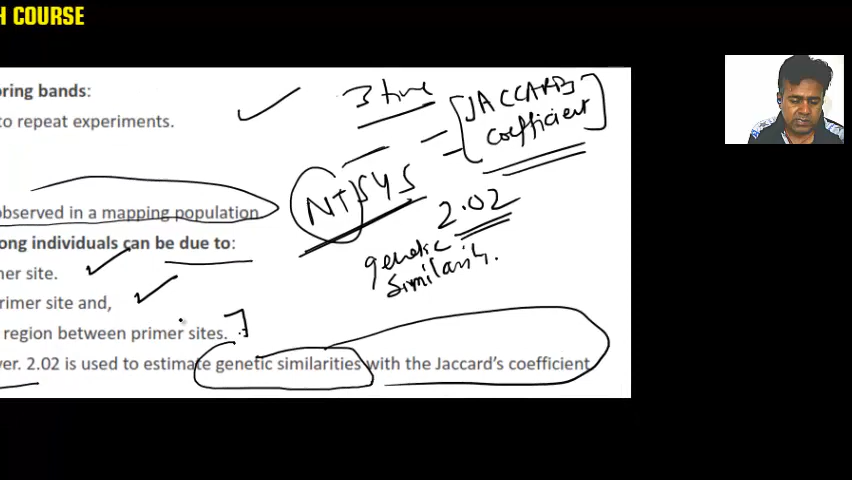 H COURSE
oring bands:
3 time
[JACCARD
to repeat experiments.
coefficient]
NTSYS
2.02
observed in a mapping population
ong individuals can be due to:
genetic
similarity.
mer site.
rimer site and,
region between primer sites.
ver. 2.02 is used to estimate genetic similarities with the Jaccard's coefficient